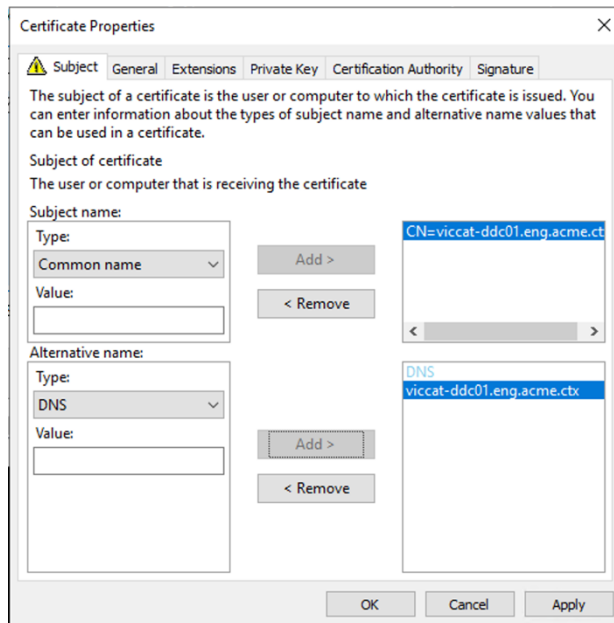 Certificate Properties
Subject General Extensions Private Key Certification Authority Signature
The subject of a certificate is the user or computer to which the certificate is issued. You
can enter information about the types of subject name and alternative name values that
can be used in a certificate.
Subject of certificate
The user or computer that is receiving the certificate
Subject name:
Type:
Common name
Value:
Add >
< Remove
CN=viccat-ddc01.eng.acme.ct
Alternative name:
Type:
DNS
Value:
Add >
< Remove
DNS
viccat-ddc01.eng.acme.ctx
OK Cancel Apply